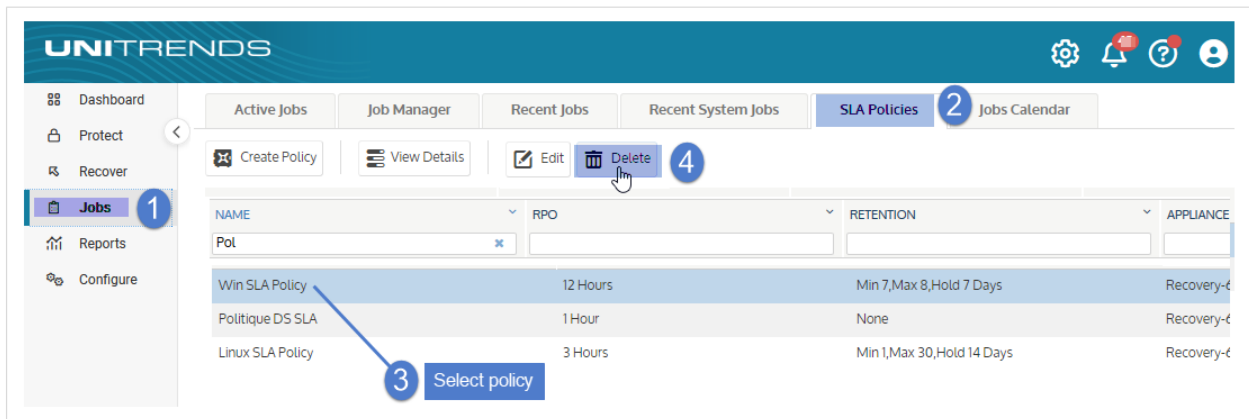 UNITRENDS
Dashboard
Protect
Recover
Jobs 1
Reports
Configure
Active Jobs Job Manager Recent Jobs Recent System Jobs SLA Policies 2 Jobs Calendar
Create Policy View Details Edit Delete 4
NAME RPO RETENTION APPLIANCE
Pol
Win SLA Policy 12 Hours Min 7,Max 8,Hold 7 Days Recovery-
Politique DS SLA 1 Hour None Recovery-
Linux SLA Policy 3 Hours Min 1,Max 30,Hold 14 Days Recovery-
3 Select policy